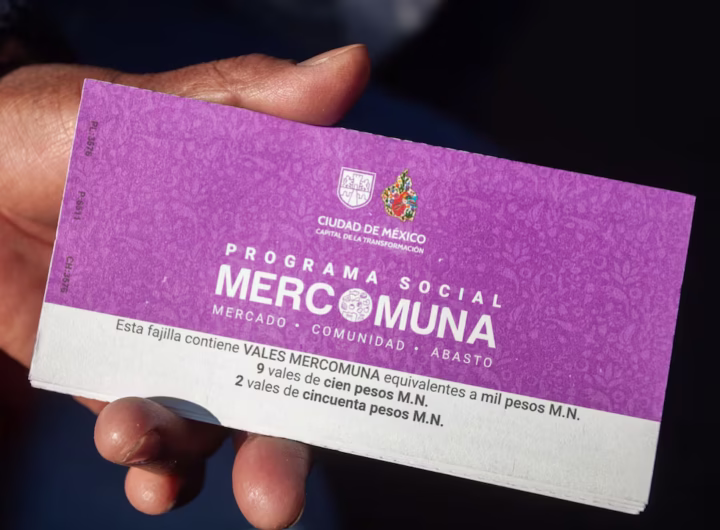 CIUDAD DE MÉXICO
CAPITAL DE LA TRANSFORMACIÓN
PROGRAMA SOCIAL
MERCOMUNA
MERCADO • COMUNIDAD • ABASTO
Esta fajilla contiene VALES MERCOMUNA equivalentes a mil pesos M.N.
9 vales de cien pesos M.N.
2 vales de cincuenta pesos M.N.